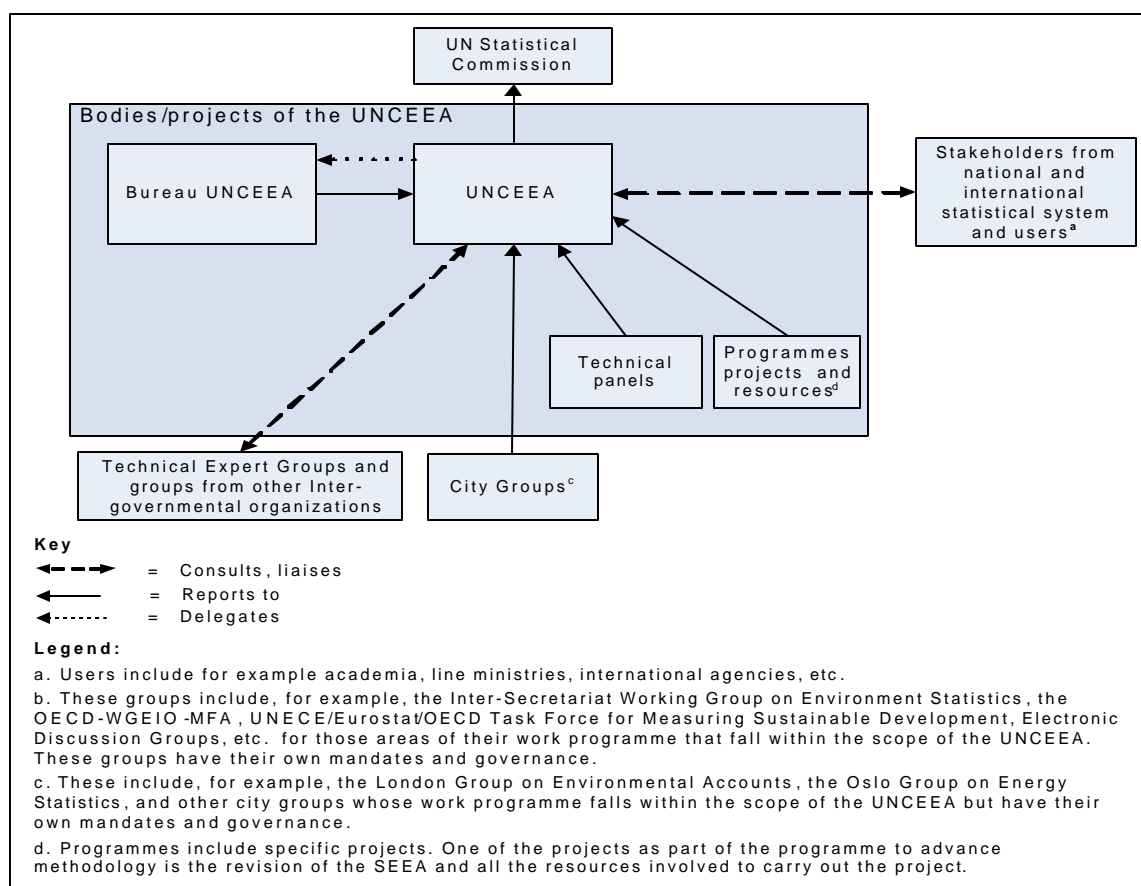 UN Statistical
Commission
Bodies/projects of the UNCEEA
Bureau UNCEEA
UNCEEA
Stakeholders from
national and
international
statistical system
and users a
Technical
panels
Programmes
projects and
resources d
Technical Expert Groups and
groups from other Inter-
governmental organizations
City Groups c
Key
= Consults, liaises
= Reports to
= Delegates
Legend:
a. Users include for example academia, line ministries, international agencies, etc.
b. These groups include, for example, the Inter-Secretariat Working Group on Environment Statistics, the
OECD-WGEIO -MFA , UNECE/Eurostat/OECD Task Force for Measuring Sustainable Development, Electronic
Discussion Groups, etc. for those areas of their work programme that fall within the scope of the UNCEEA.
These groups have their own mandates and governance.
c. These include, for example, the London Group on Environmental Accounts, the Oslo Group on Energy
Statistics, and other city groups whose work programme falls within the scope of the UNCEEA but have their
own mandates and governance.
d. Programmes include specific projects. One of the projects as part of the programme to advance
methodology is the revision of the SEEA and all the resources involved to carry out the project.